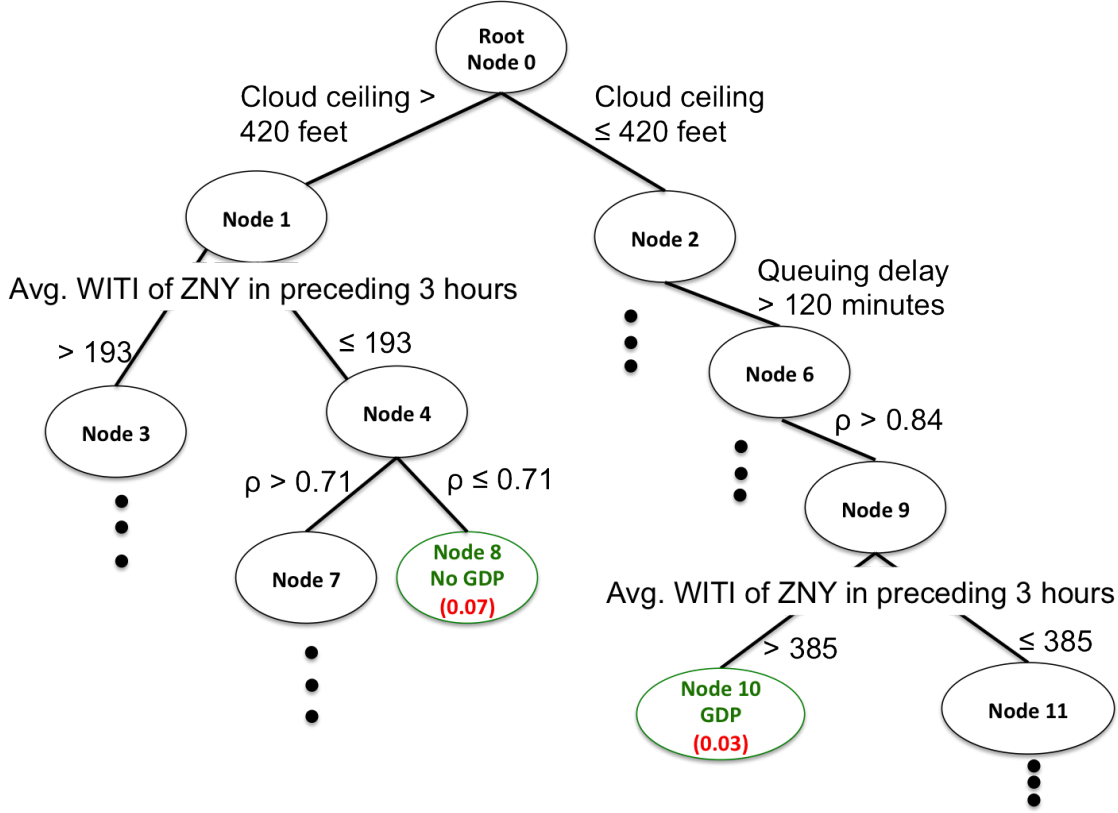 Root
Node 0
Cloud ceiling >
420 feet
Cloud ceiling
≤ 420 feet
Node 1
Node 2
Avg. WITI of ZNY in preceding 3 hours
Queuing delay
> 120 minutes
> 193
≤ 193
Node 6
Node 3
Node 4
ρ > 0.84
ρ > 0.71
ρ ≤ 0.71
Node 9
Node 7
Node 8
No GDP
(0.07)
Avg. WITI of ZNY in preceding 3 hours
> 385
≤ 385
Node 10
GDP
(0.03)
Node 11